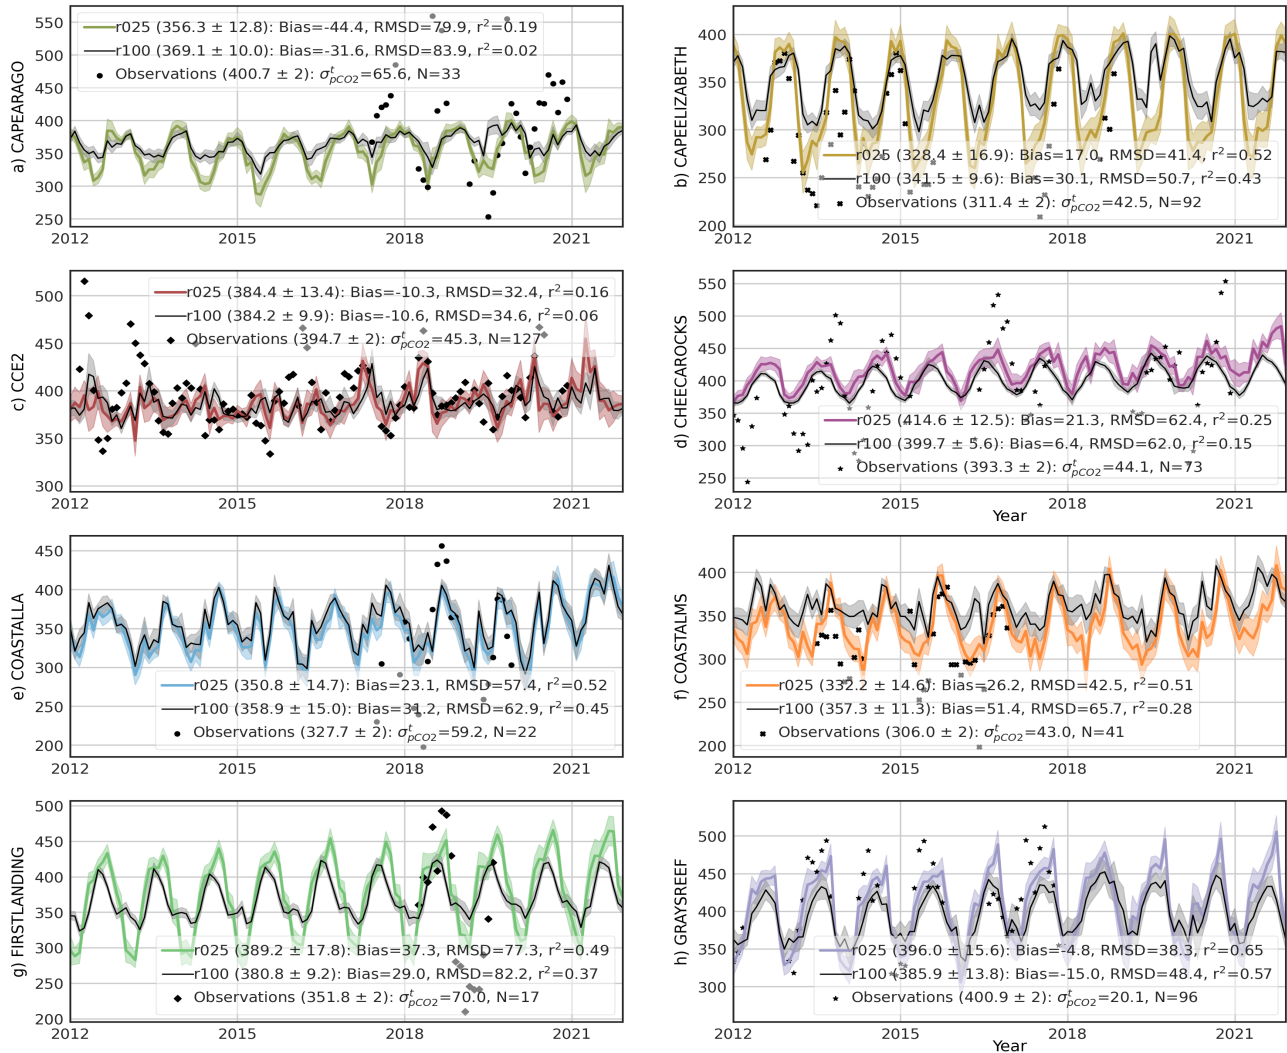 a) CAPEARAGO
550
500
450
400
350
300
250
r025 (356.3 ± 12.8): Bias=-44.4, RMSD=79.9, r²=0.19
r100 (369.1 ± 10.0): Bias=-31.6, RMSD=83.9, r²=0.02
Observations (400.7 ± 2): σᵗpCO2=65.6, N=33
2012 2015 2018 2021
b) CAPEELIZABETH
400
350
300
250
200
r025 (328.4 ± 16.9): Bias=17.0, RMSD=41.4, r²=0.52
r100 (341.5 ± 9.6): Bias=30.1, RMSD=50.7, r²=0.43
Observations (311.4 ± 2): σᵗpCO2=42.5, N=92
2012 2015 2018 2021
c) CCE2
500
450
400
350
300
r025 (384.4 ± 13.4): Bias=-10.3, RMSD=32.4, r²=0.16
r100 (384.2 ± 9.9): Bias=-10.6, RMSD=34.6, r²=0.06
Observations (394.7 ± 2): σᵗpCO2=45.3, N=127
2012 2015 2018 2021
d) CHEECAROCKS
550
500
450
400
350
300
250
r025 (414.6 ± 12.5): Bias=21.3, RMSD=62.4, r²=0.25
r100 (399.7 ± 5.6): Bias=6.4, RMSD=62.0, r²=0.15
Observations (393.3 ± 2): σᵗpCO2=44.1, N=73
2012 2015 2018 2021
Year
e) COASTALLA
450
400
350
300
250
200
r025 (350.8 ± 14.7): Bias=23.1, RMSD=57.4, r²=0.52
r100 (358.9 ± 15.0): Bias=31.2, RMSD=62.9, r²=0.45
Observations (327.7 ± 2): σᵗpCO2=59.2, N=22
2012 2015 2018 2021
f) COASTALMS
400
350
300
250
200
r025 (332.2 ± 14.6): Bias=26.2, RMSD=42.5, r²=0.51
r100 (357.3 ± 11.3): Bias=51.4, RMSD=65.7, r²=0.28
Observations (306.0 ± 2): σᵗpCO2=43.0, N=41
2012 2015 2018 2021
g) FIRSTLANDING
500
450
400
350
300
250
200
r025 (389.2 ± 17.8): Bias=37.3, RMSD=77.3, r²=0.49
r100 (380.8 ± 9.2): Bias=29.0, RMSD=82.2, r²=0.37
Observations (351.8 ± 2): σᵗpCO2=70.0, N=17
2012 2015 2018 2021
h) GRAYSREEF
500
450
400
350
300
r025 (396.0 ± 15.6): Bias=-4.8, RMSD=38.3, r²=0.65
r100 (385.9 ± 13.8): Bias=-15.0, RMSD=48.4, r²=0.57
Observations (400.9 ± 2): σᵗpCO2=20.1, N=96
2012 2015 2018 2021
Year